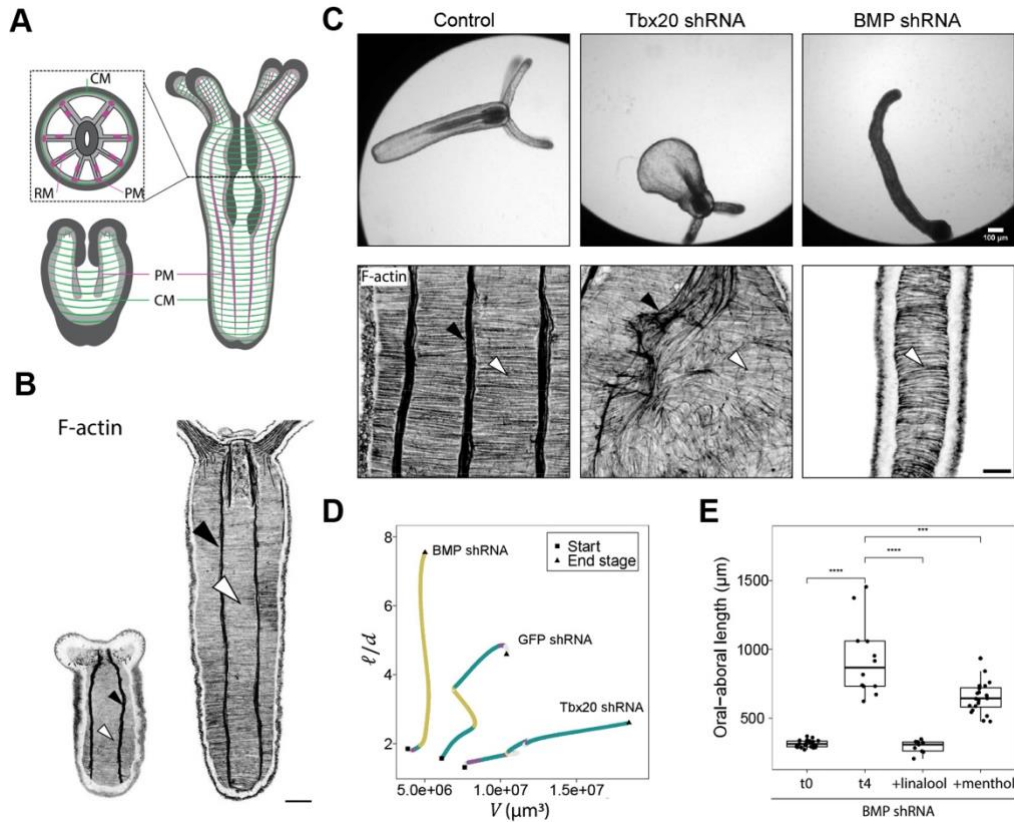 A
CM
RM
PM
PM
CM
B
F-actin
C
Control
Tbx20 shRNA
BMP shRNA
100 µm
F-actin
D
8
6
4
2
ℓ/d
BMP shRNA
Start
End stage
GFP shRNA
Tbx20 shRNA
5.0e+06
1.0e+07
1.5e+07
V (µm³)
E
Oral-aboral length (µm)
1500
1000
500
****
****
***
t0
t4
+linalool
+menthol
BMP shRNA